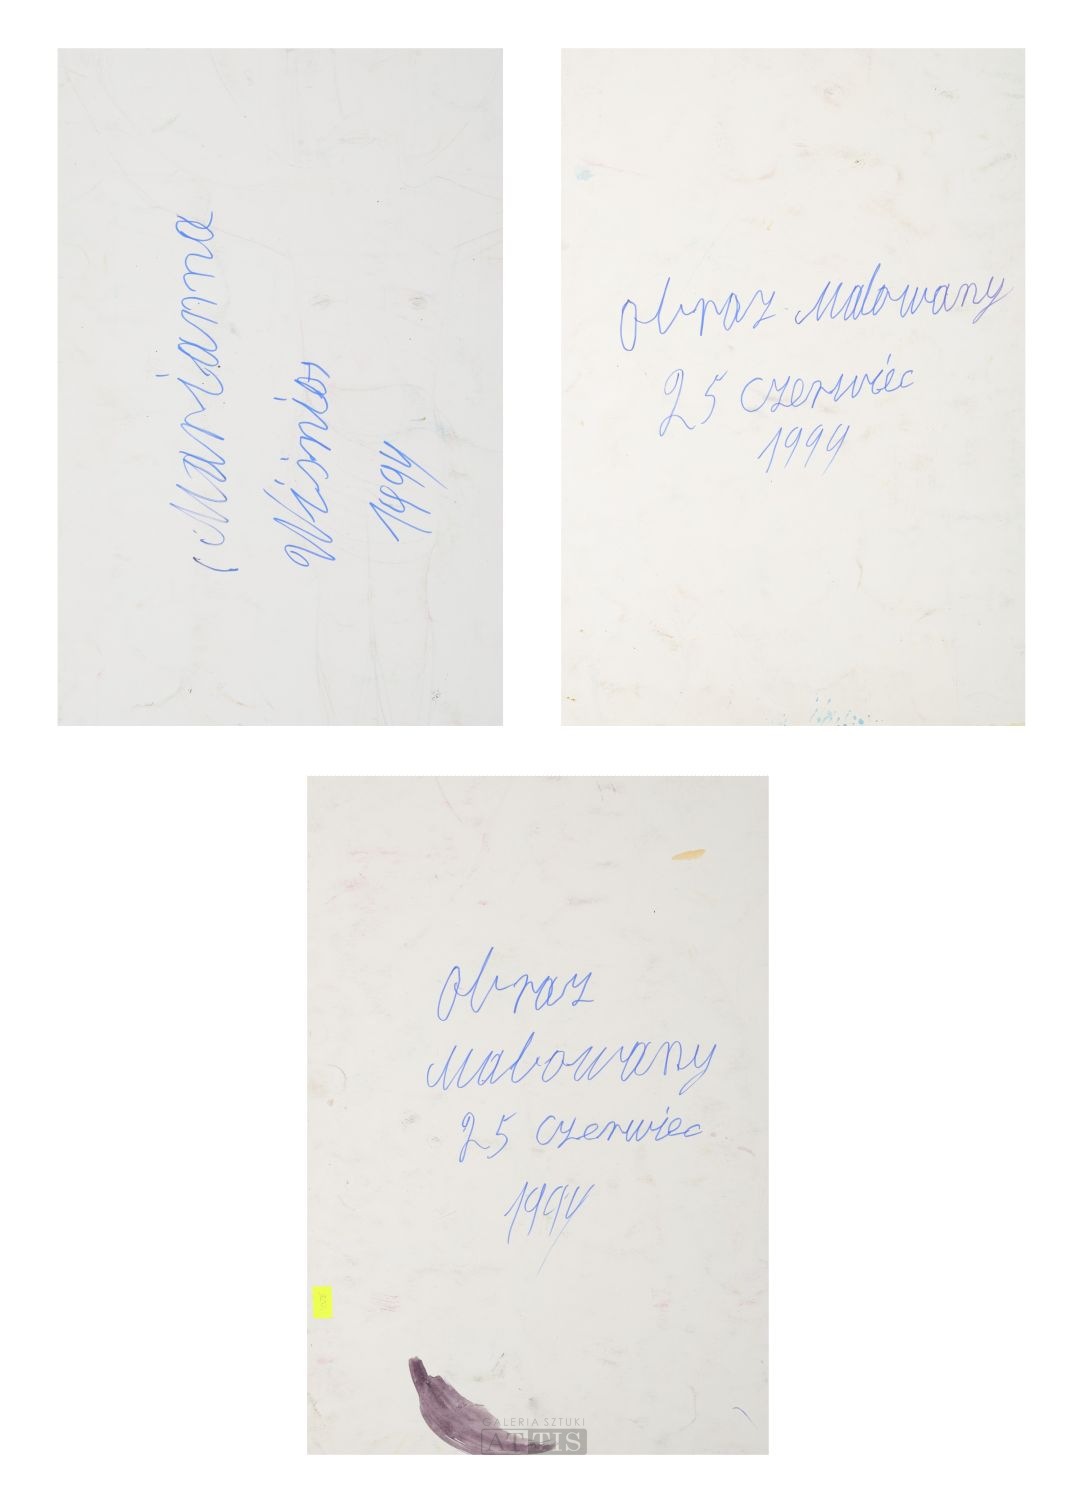 Marianna
Wiśnios
1994
Obraz Malowany
25 czerwiec
1994
Obraz
Malowany
25 czerwiec
1994
GALERIA SZTUKI
ATTIS